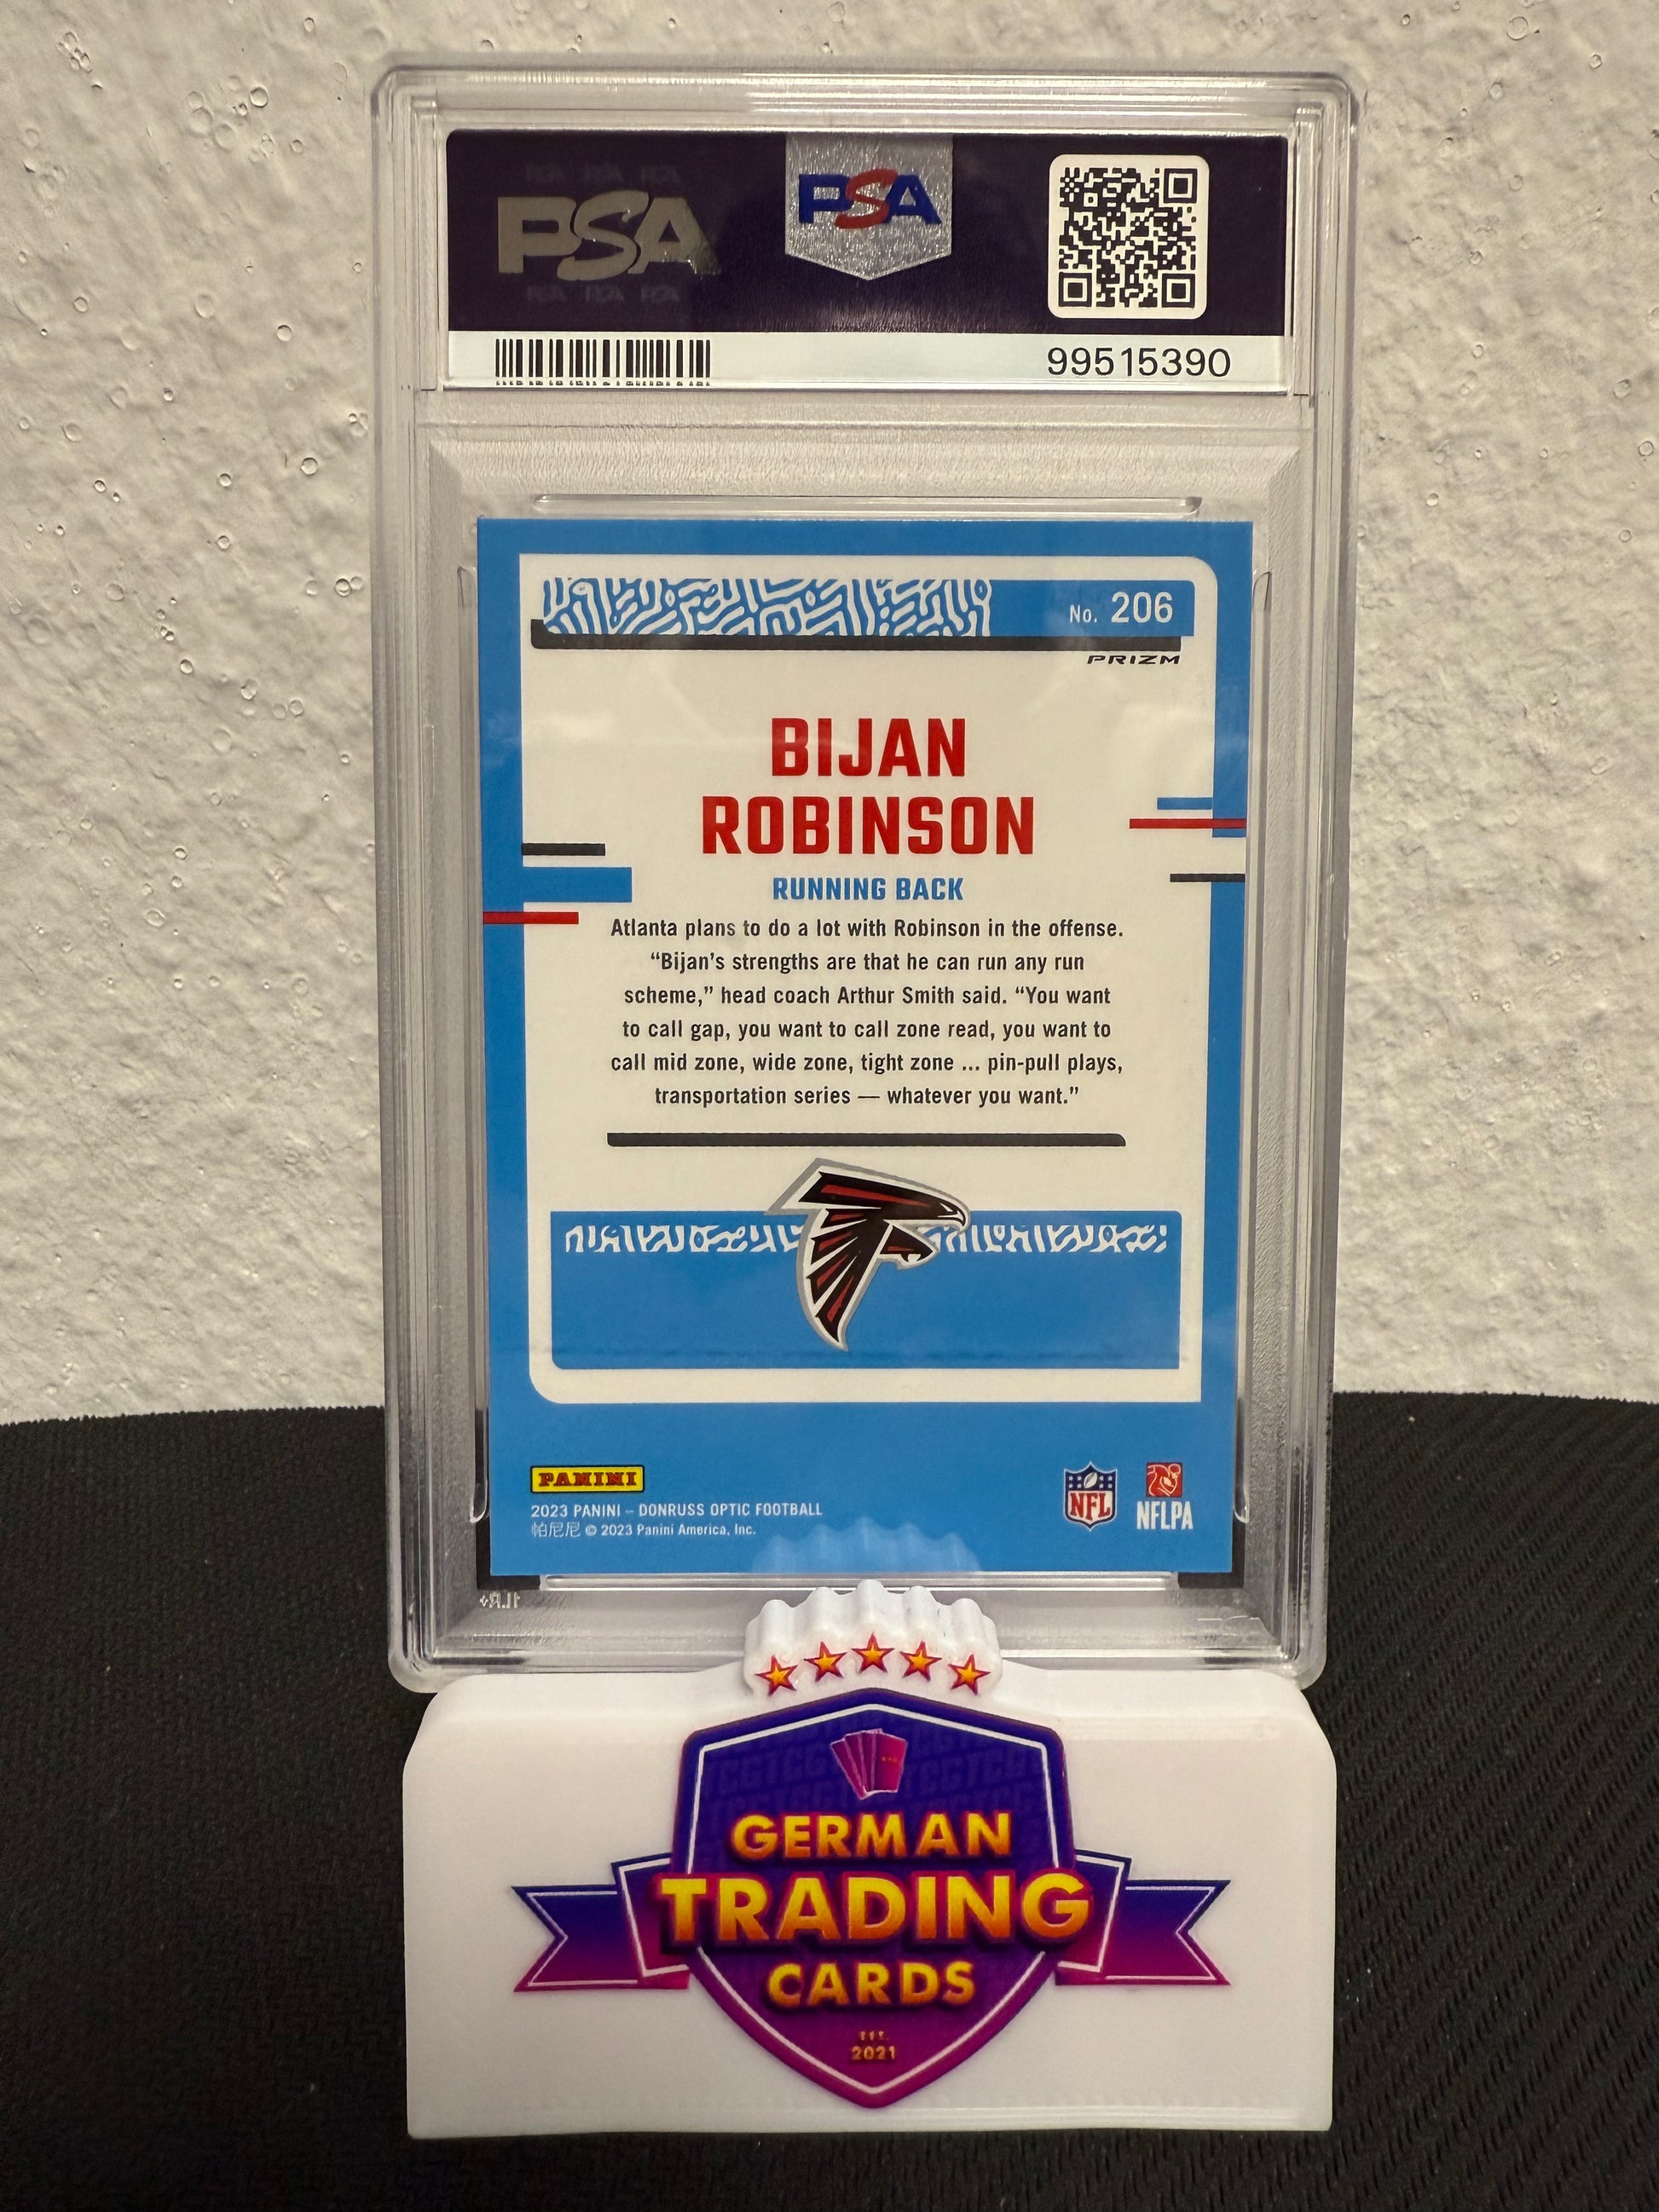 PSA
PSA
99515390
No. 206
PRIZM
BIJAN
ROBINSON
RUNNING BACK
Atlanta plans to do a lot with Robinson in the offense.
“Bijan’s strengths are that he can run any run
scheme,” head coach Arthur Smith said. “You want
to call gap, you want to call zone read, you want to
call mid zone, wide zone, tight zone ... pin-pull plays,
transportation series — whatever you want.”
PANINI
2023 PANINI – DONRUSS OPTIC FOOTBALL
帕尼尼 © 2023 Panini America, Inc.
NFL
NFLPA
GERMAN
TRADING
CARDS
EST.
2021